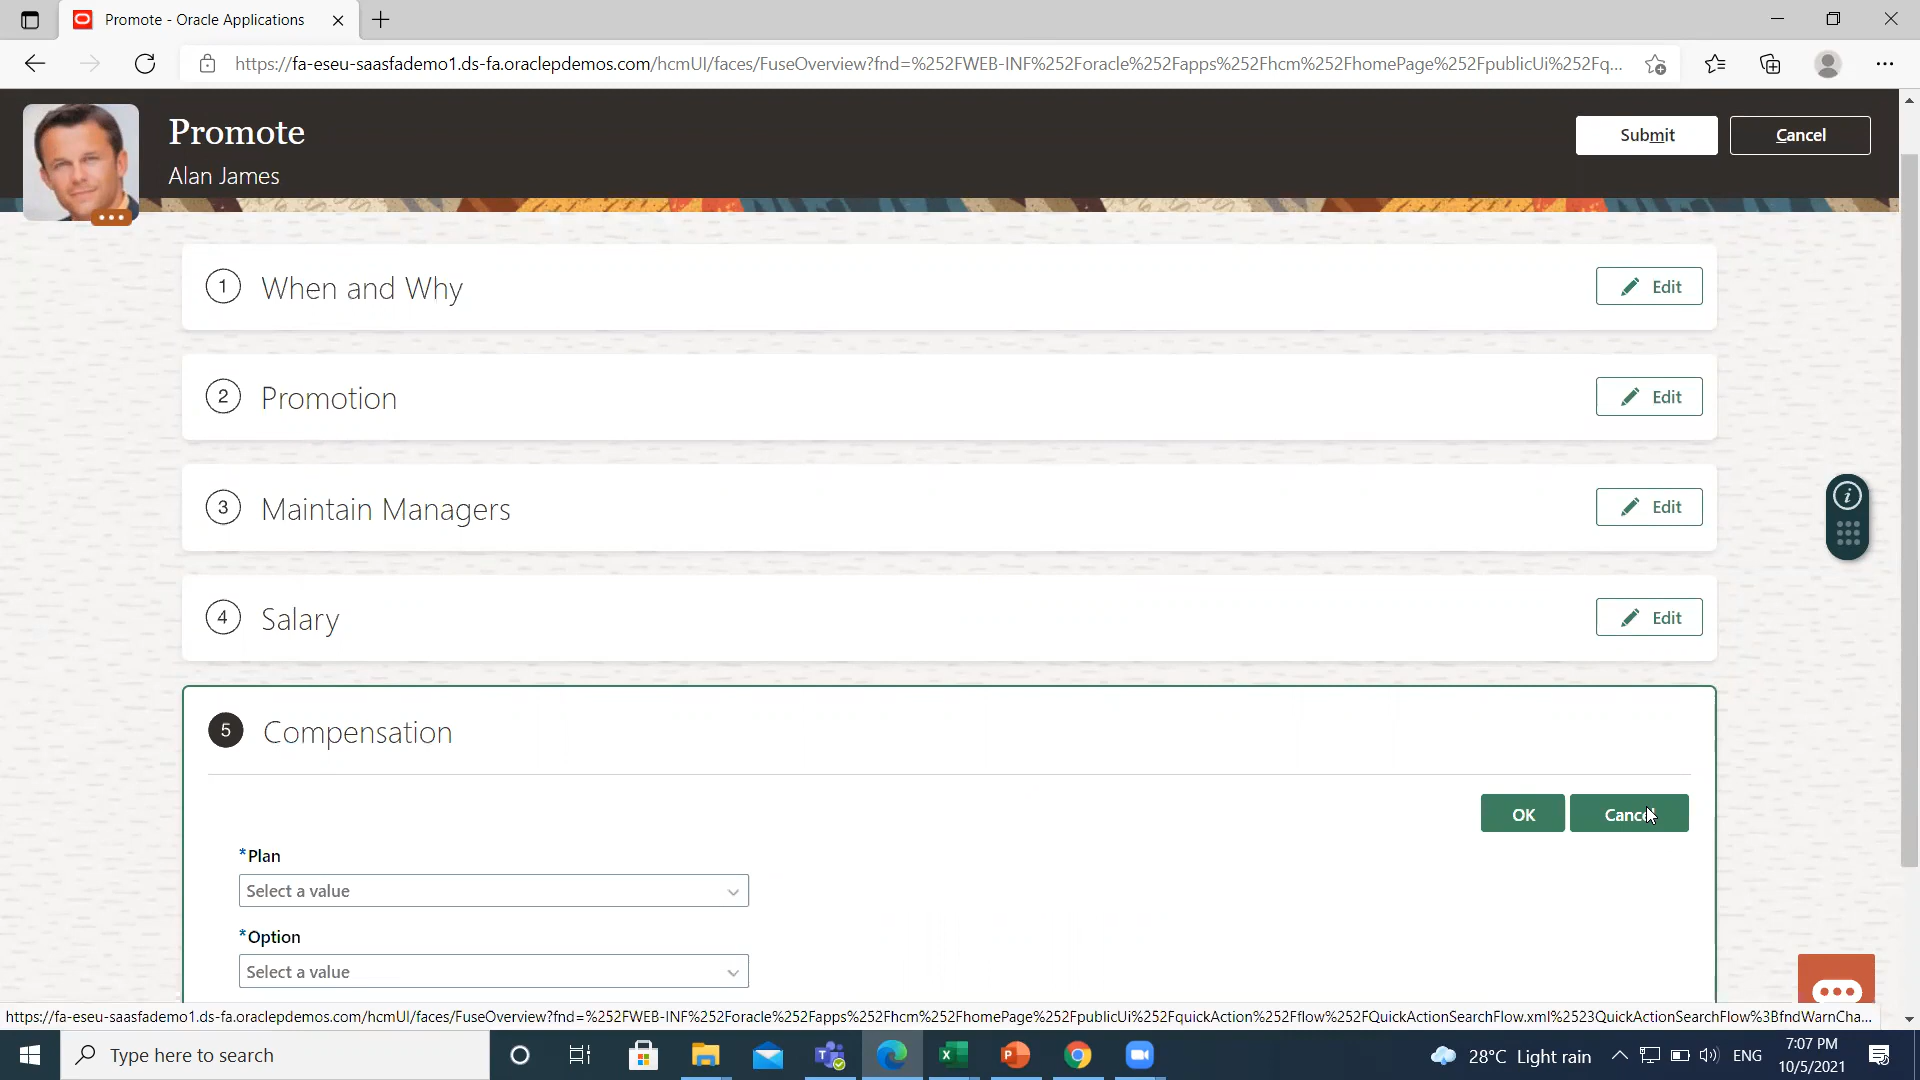 Promote - Oracle Applications
https://fa-eseu-saasfademo1.ds-fa.oraclepdemos.com/hcmUI/faces/FuseOverview?fnd=%252FWEB-INF%252Foracle%252Fapps%252Fhcm%252FhomePage%252FpublicUi%252Fq...
Promote
Alan James
Submit
Cancel
1 When and Why
Edit
2 Promotion
Edit
3 Maintain Managers
Edit
4 Salary
Edit
5 Compensation
OK
Cancel
*Plan
Select a value
*Option
Select a value
https://fa-eseu-saasfademo1.ds-fa.oraclepdemos.com/hcmUI/faces/FuseOverview?fnd=%252FWEB-INF%252Foracle%252Fapps%252Fhcm%252FhomePage%252FpublicUi%252FquickAction%252Fflow%252FQuickActionSearchFlow.xml%2523QuickActionSearchFlow%3BfndWarnCha...
Type here to search
28°C Light rain
ENG
7:07 PM
10/5/2021